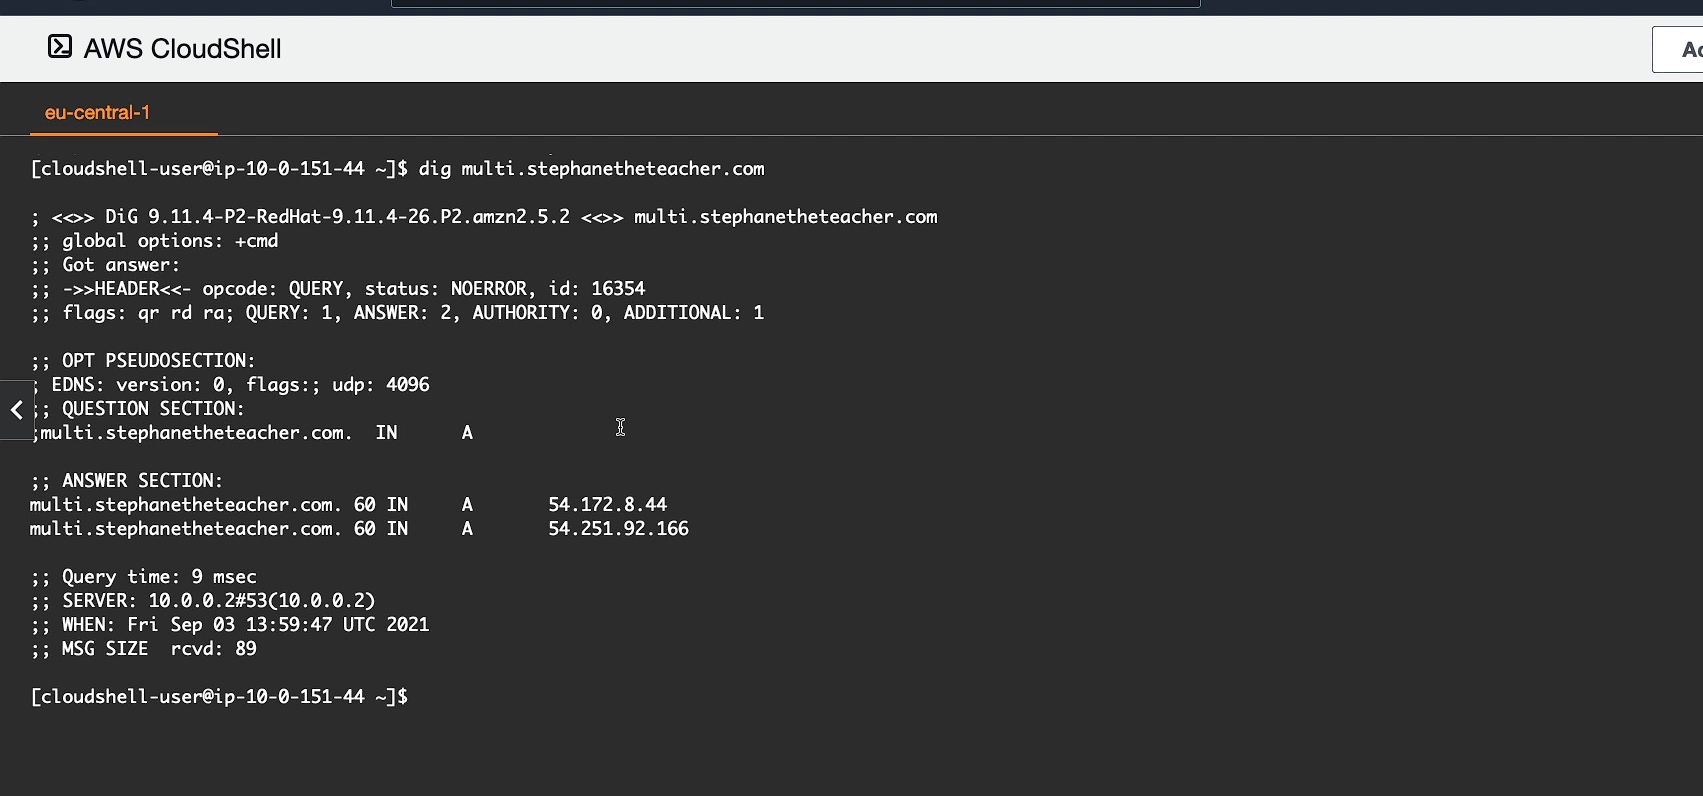 AWS CloudShell
eu-central-1
[cloudshell-user@ip-10-0-151-44 ~]$ dig multi.stephanetheteacher.com
; <<>> DiG 9.11.4-P2-RedHat-9.11.4-26.P2.amzn2.5.2 <<>> multi.stephanetheteacher.com
;; global options: +cmd
;; Got answer:
;; ->>HEADER<<- opcode: QUERY, status: NOERROR, id: 16354
;; flags: qr rd ra; QUERY: 1, ANSWER: 2, AUTHORITY: 0, ADDITIONAL: 1
;; OPT PSEUDOSECTION:
; EDNS: version: 0, flags:; udp: 4096
;; QUESTION SECTION:
;multi.stephanetheteacher.com. IN A
;; ANSWER SECTION:
multi.stephanetheteacher.com. 60 IN A 54.172.8.44
multi.stephanetheteacher.com. 60 IN A 54.251.92.166
;; Query time: 9 msec
;; SERVER: 10.0.0.2#53(10.0.0.2)
;; WHEN: Fri Sep 03 13:59:47 UTC 2021
;; MSG SIZE rcvd: 89
[cloudshell-user@ip-10-0-151-44 ~]$